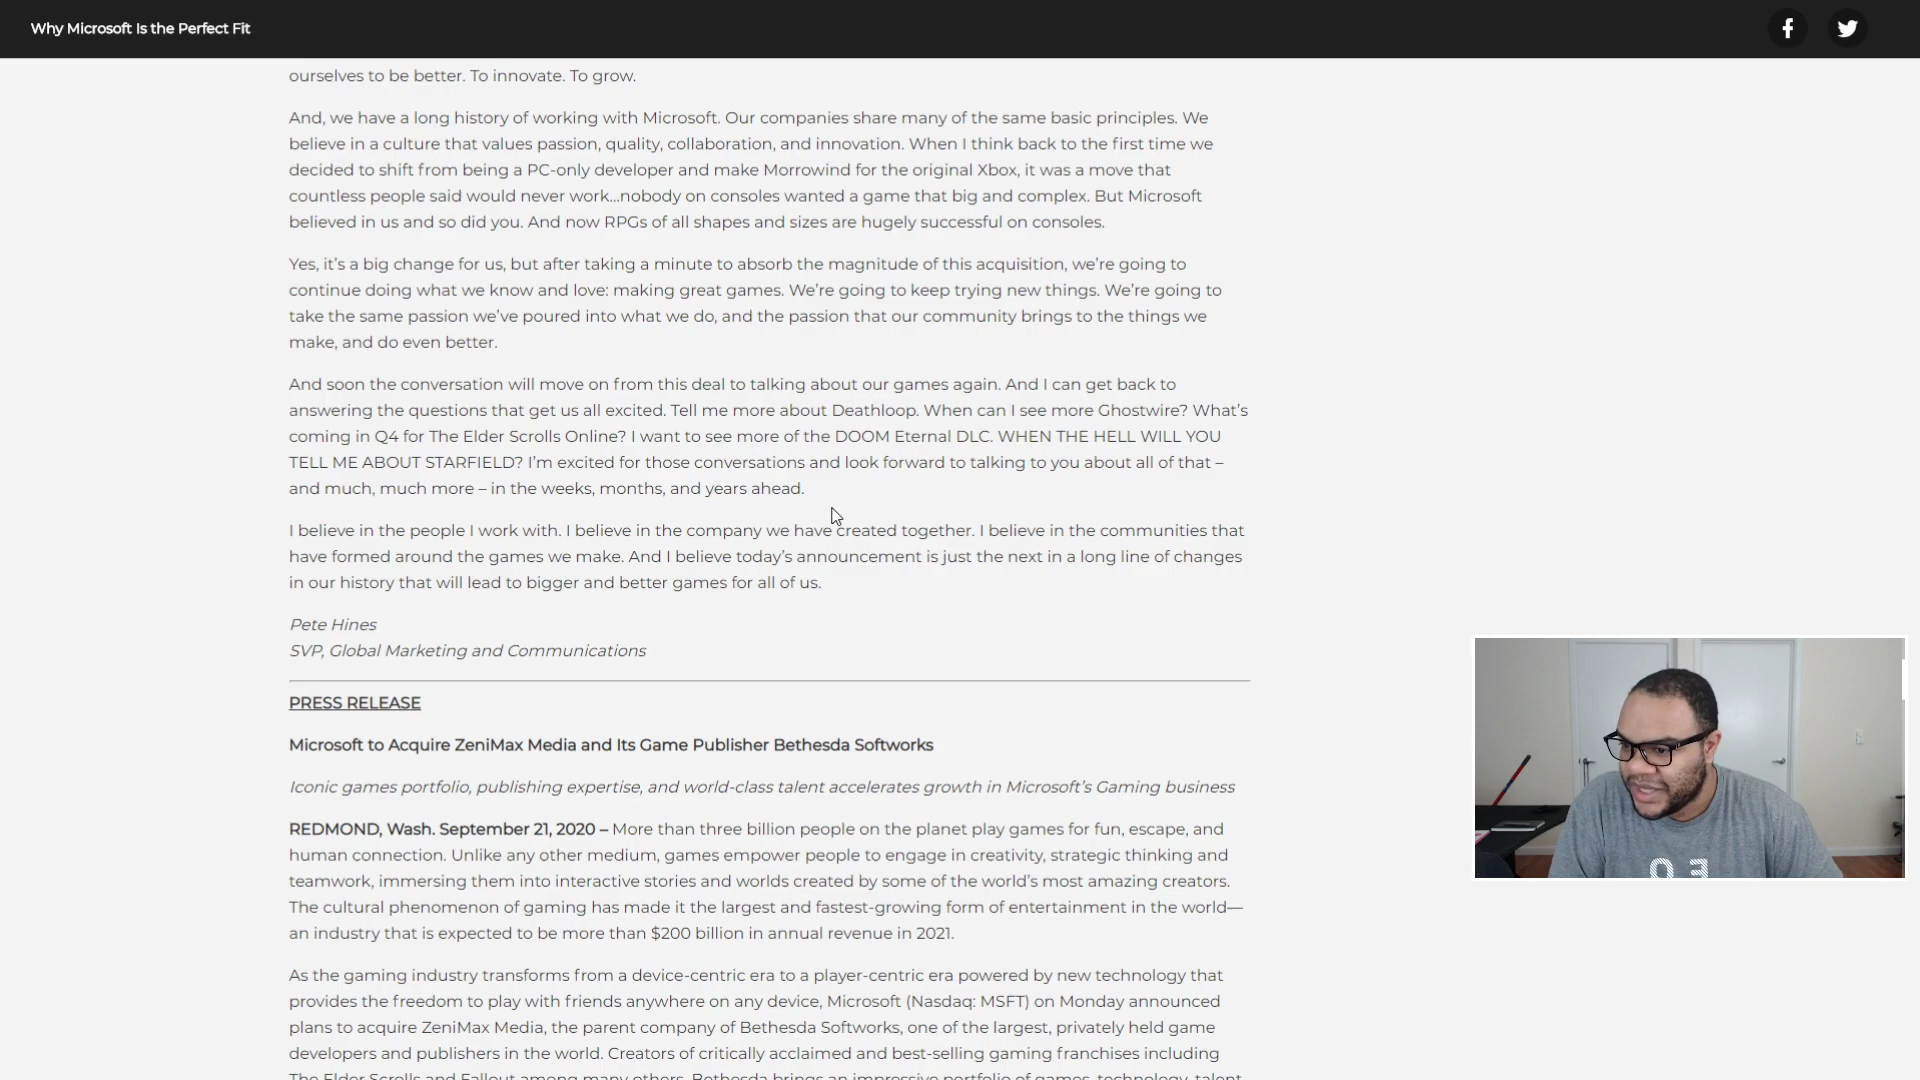 Why Microsoft Is the Perfect Fit
ourselves to be better. To innovate. To grow.
And, we have a long history of working with Microsoft. Our companies share many of the same basic principles. We
believe in a culture that values passion, quality, collaboration, and innovation. When I think back to the first time we
decided to shift from being a PC-only developer and make Morrowind for the original Xbox, it was a move that
countless people said would never work...nobody on consoles wanted a game that big and complex. But Microsoft
believed in us and so did you. And now RPGs of all shapes and sizes are hugely successful on consoles.
Yes, it's a big change for us, but after taking a minute to absorb the magnitude of this acquisition, we're going to
continue doing what we know and love: making great games. We're going to keep trying new things. We're going to
take the same passion we've poured into what we do, and the passion that our community brings to the things we
make, and do even better.
And soon the conversation will move on from this deal to talking about our games again. And I can get back to
answering the questions that get us all excited. Tell me more about Deathloop. When can I see more Ghostwire? What's
coming in Q4 for The Elder Scrolls Online? I want to see more of the DOOM Eternal DLC. WHEN THE HELL WILL YOU
TELL ME ABOUT STARFIELD? I'm excited for those conversations and look forward to talking to you about all of that –
and much, much more – in the weeks, months, and years ahead.
I believe in the people I work with. I believe in the company we have created together. I believe in the communities that
have formed around the games we make. And I believe today's announcement is just the next in a long line of changes
in our history that will lead to bigger and better games for all of us.
Pete Hines
SVP, Global Marketing and Communications
PRESS RELEASE
Microsoft to Acquire ZeniMax Media and Its Game Publisher Bethesda Softworks
Iconic games portfolio, publishing expertise, and world-class talent accelerates growth in Microsoft's Gaming business
REDMOND, Wash. September 21, 2020 – More than three billion people on the planet play games for fun, escape, and
human connection. Unlike any other medium, games empower people to engage in creativity, strategic thinking and
teamwork, immersing them into interactive stories and worlds created by some of the world's most amazing creators.
The cultural phenomenon of gaming has made it the largest and fastest-growing form of entertainment in the world—
an industry that is expected to be more than $200 billion in annual revenue in 2021.
As the gaming industry transforms from a device-centric era to a player-centric era powered by new technology that
provides the freedom to play with friends anywhere on any device, Microsoft (Nasdaq: MSFT) on Monday announced
plans to acquire ZeniMax Media, the parent company of Bethesda Softworks, one of the largest, privately held game
developers and publishers in the world. Creators of critically acclaimed and best-selling gaming franchises including
The Elder Scrolls and Fallout among many others, Bethesda brings an impressive portfolio of games, technology, talent